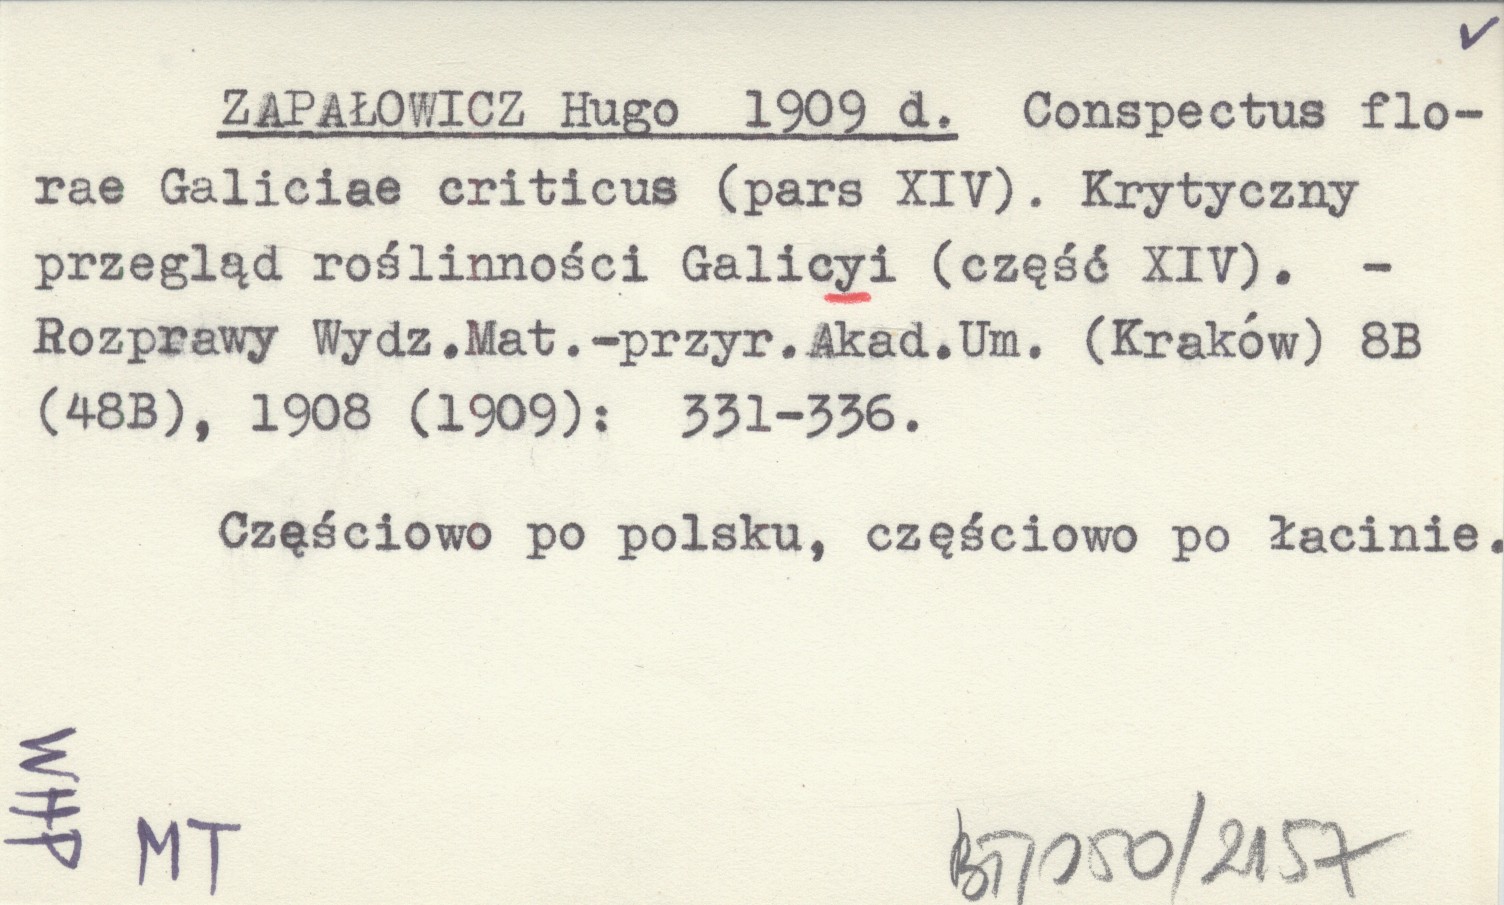 ✓
ZAPAŁOWICZ Hugo 1909 d. Conspectus flo-
rae Galiciae criticus (pars XIV). Krytyczny
przegląd roślinności Galicyi (część XIV). -
Rozprawy Wydz.Mat.-przyr.Akad.Um. (Kraków) 8B
(48B), 1908 (1909): 331-336.
Częściowo po polsku, częściowo po łacinie.
WHP
MT
/2157